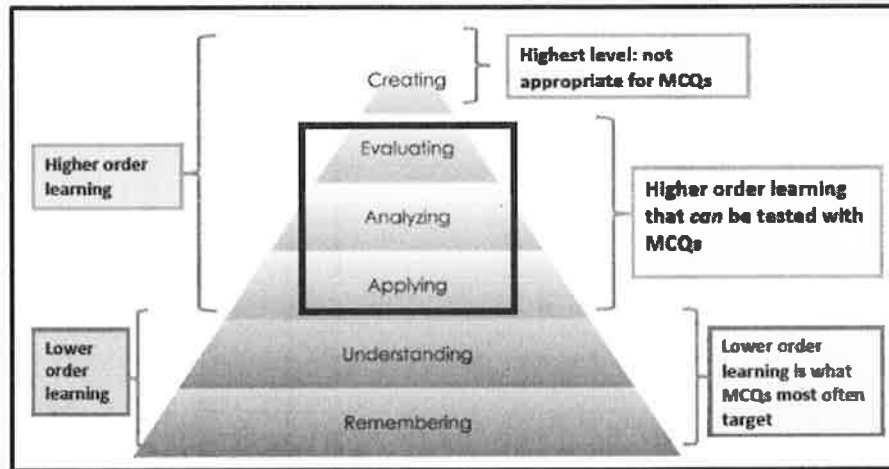 Highest level: not
appropriate for MCQs
Creating
Evaluating
Higher order
learning
Analyzing
Higher order learning
that can be tested with
MCQs
Applying
Lower
order
learning
Understanding
Lower order
learning is what
MCQs most often
target
Remembering